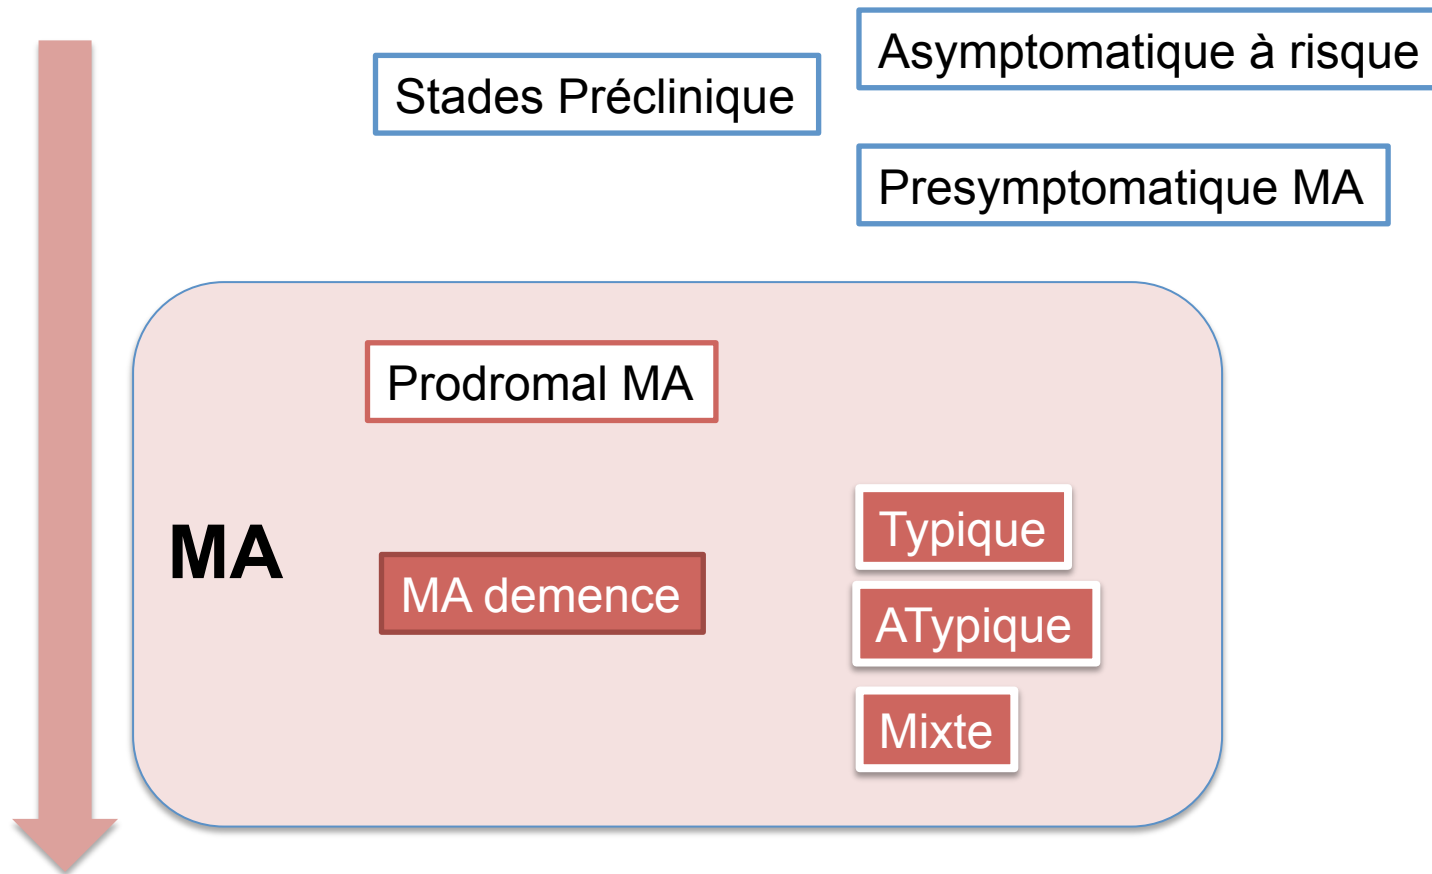 Asymptomatique à risque
Stades Préclinique
Presymptomatique MA
Prodromal MA
MA
MA demence
Typique
ATypique
Mixte